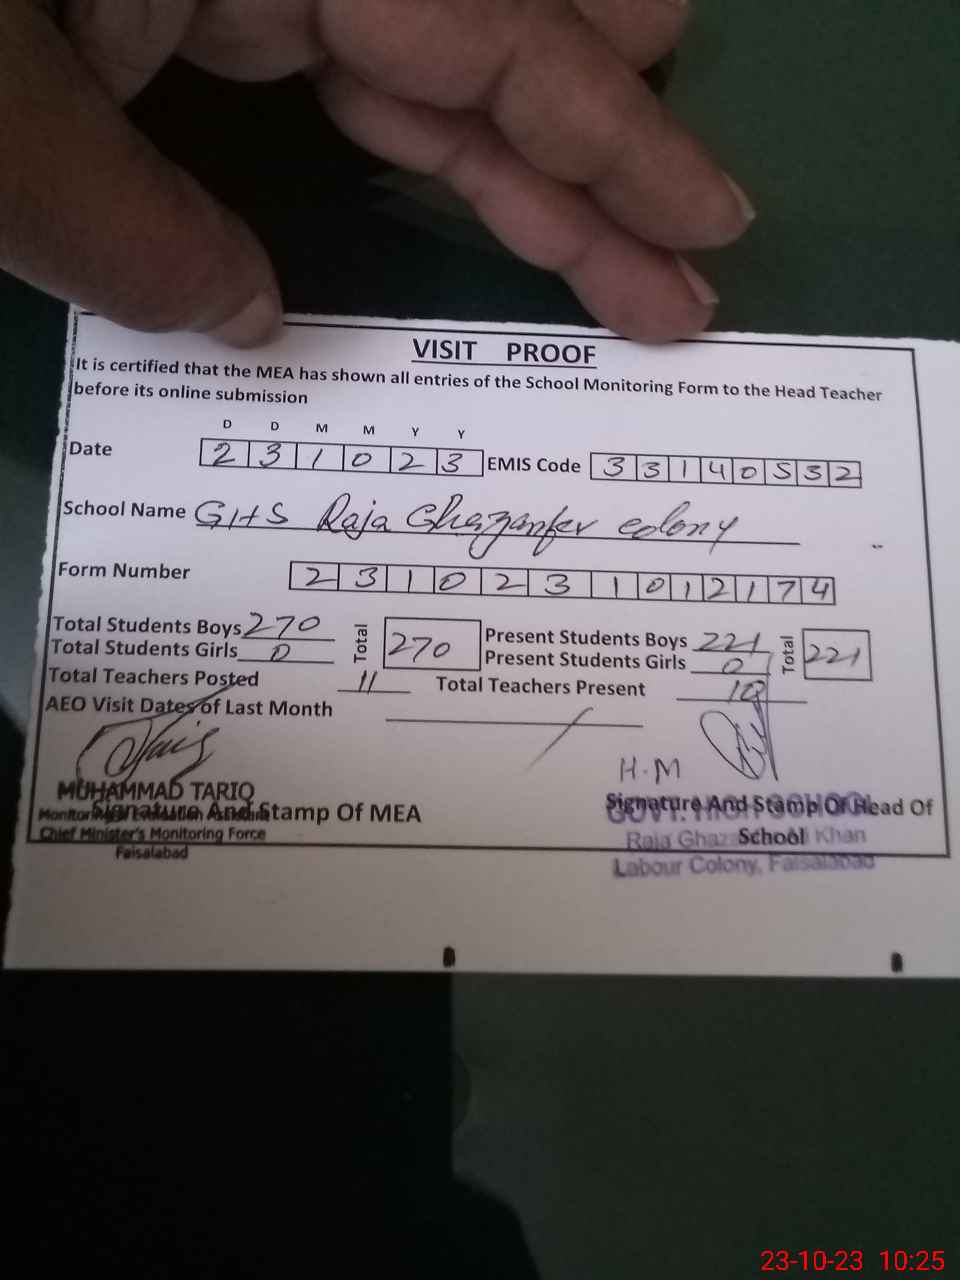 VISIT PROOF
It is certified that the MEA has shown all entries of the School Monitoring Form to the Head Teacher
before its online submission
D D M M Y Y
Date 2 3 1 0 2 3 EMIS Code 3 3 1 4 0 5 3 2
School Name GHS Raja Ghazanfer colony
Form Number 2 3 1 0 2 3 1 0 1 2 1 7 4
Total Students Boys 270 Total 270 Present Students Boys 221 Total 221
Total Students Girls 0 Present Students Girls 0
Total Teachers Posted 11 Total Teachers Present 10
AEO Visit Dates of Last Month
H.M
MUHAMMAD TARIQ
Signature And Stamp Of MEA Signature And Stamp Of Head Of
School
Chief Minister's Monitoring Force
Faisalabad
GOVT. HIGH SCHOOL
Raja Khan
Labour Colony, Faisalabad
23-10-23 10:25